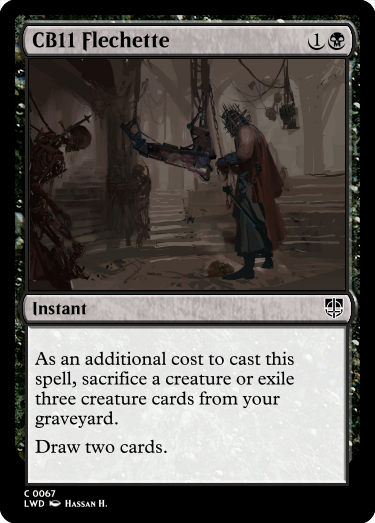 CB11 Flechette 1
Instant
As an additional cost to cast this
spell, sacrifice a creature or exile
three creature cards from your
graveyard.
Draw two cards.
C 0067
LWD HASSAN H.